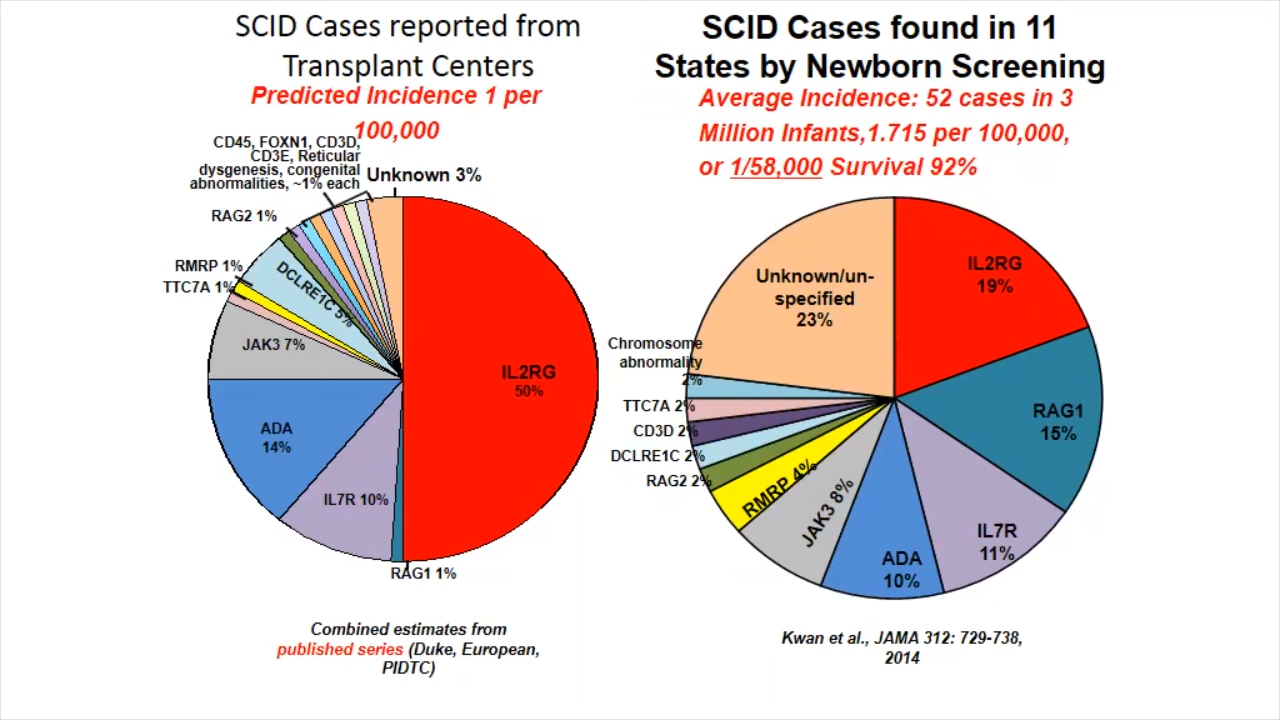 SCID Cases reported from
Transplant Centers
Predicted Incidence 1 per
100,000
CD45, FOXN1, CD3D,
CD3E, Reticular
dysgenesis, congenital
abnormalities, ~1% each
Unknown 3%
RAG2 1%
RMRP 1%
TTC7A 1%
DCLRE1C 5%
JAK3 7%
IL2RG
50%
ADA
14%
IL7R 10%
RAG1 1%
Combined estimates from
published series (Duke, European,
PIDTC)
SCID Cases found in 11
States by Newborn Screening
Average Incidence: 52 cases in 3
Million Infants,1.715 per 100,000,
or 1/58,000 Survival 92%
Unknown/un-
specified
23%
IL2RG
19%
Chromosome
abnormality
2%
TTC7A 2%
CD3D 2%
DCLRE1C 2%
RAG2 2%
RMRP 4%
JAK3 8%
ADA
10%
IL7R
11%
RAG1
15%
Kwan et al., JAMA 312: 729-738,
2014